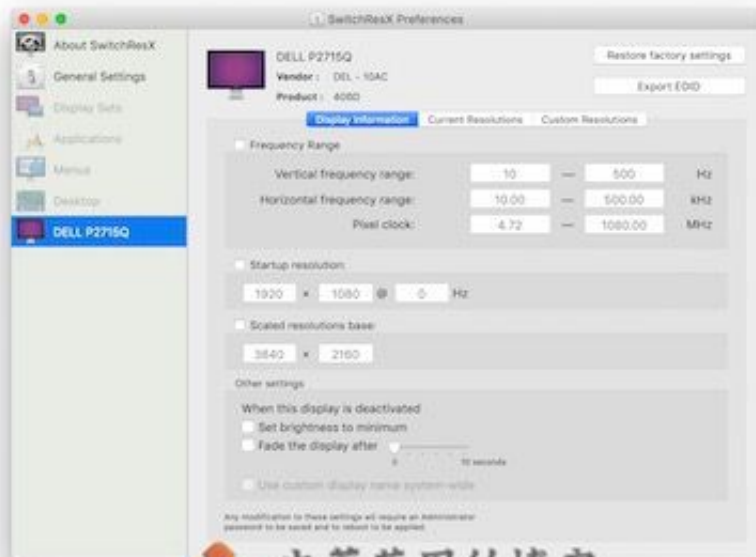 SwitchResX Preferences
About SwitchResX
General Settings
Display Sets
Applications
Menus
Desktop
DELL P2715Q
DELL P2715Q
Vendor : DEL - 10AC
Product : 40BD
Restore factory settings
Export EDID
Display Information Current Resolutions Custom Resolutions
Frequency Range
Vertical frequency range: 10 — 500 Hz
Horizontal frequency range: 10.00 — 500.00 kHz
Pixel clock: 4.72 — 1080.00 MHz
Startup resolution
1920 × 1080 @ 0 Hz
Scaled resolutions base
3840 × 2160
Other settings
When this display is deactivated
Set brightness to minimum
Fade the display after
0 10 seconds
Use custom display name system-wide
Any modification to these settings will require an Administrator
password to be saved and to reboot to be applied.